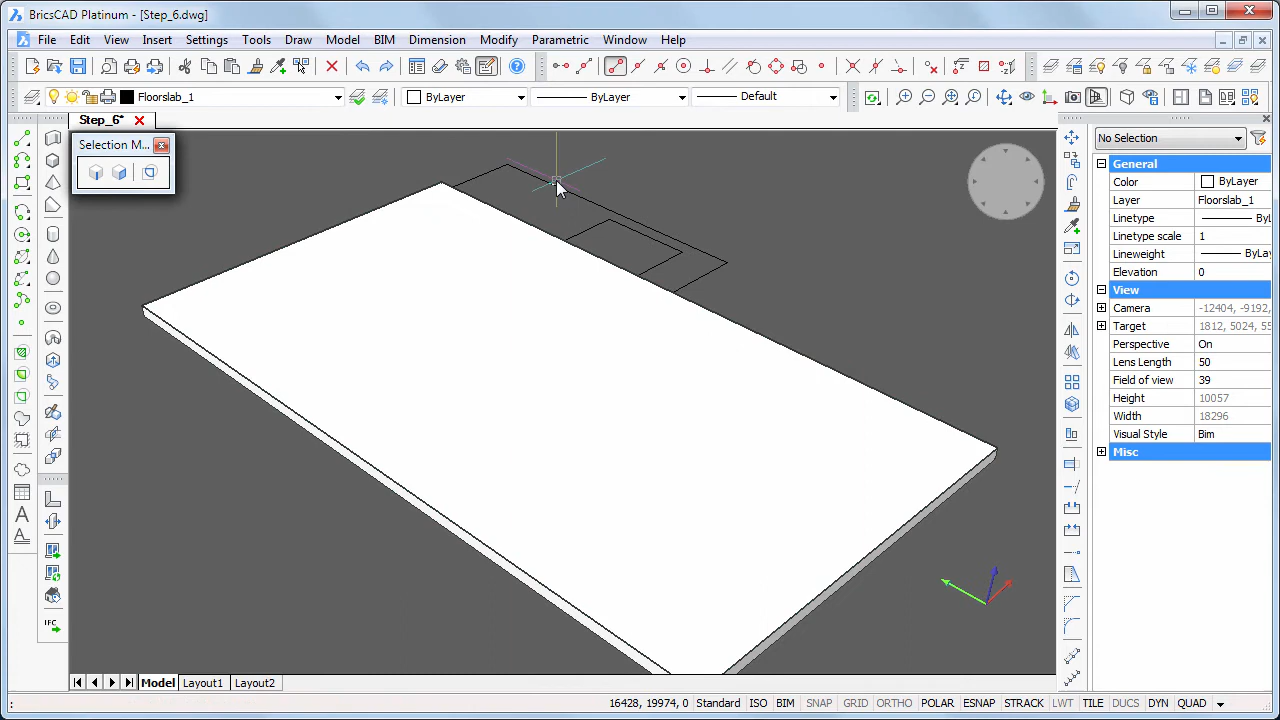 BricsCAD Platinum - [Step_6.dwg]
File Edit View Insert Settings Tools Draw Model BIM Dimension Modify Parametric Window Help
Floorslab_1 ByLayer ByLayer Default
Step_6*
Selection M...
No Selection
General
Color ByLayer
Layer Floorslab_1
Linetype ByL
Linetype scale 1
Lineweight ByLay
Elevation 0
View
Camera -12404, -9192,
Target 1812, 5024, 55
Perspective On
Lens Length 50
Field of view 39
Height 10057
Width 18296
Visual Style Bim
Misc
IFC
Model Layout1 Layout2
: 16428, 19974, 0 Standard ISO BIM SNAP GRID ORTHO POLAR ESNAP STRACK LWT TILE DUCS DYN QUAD